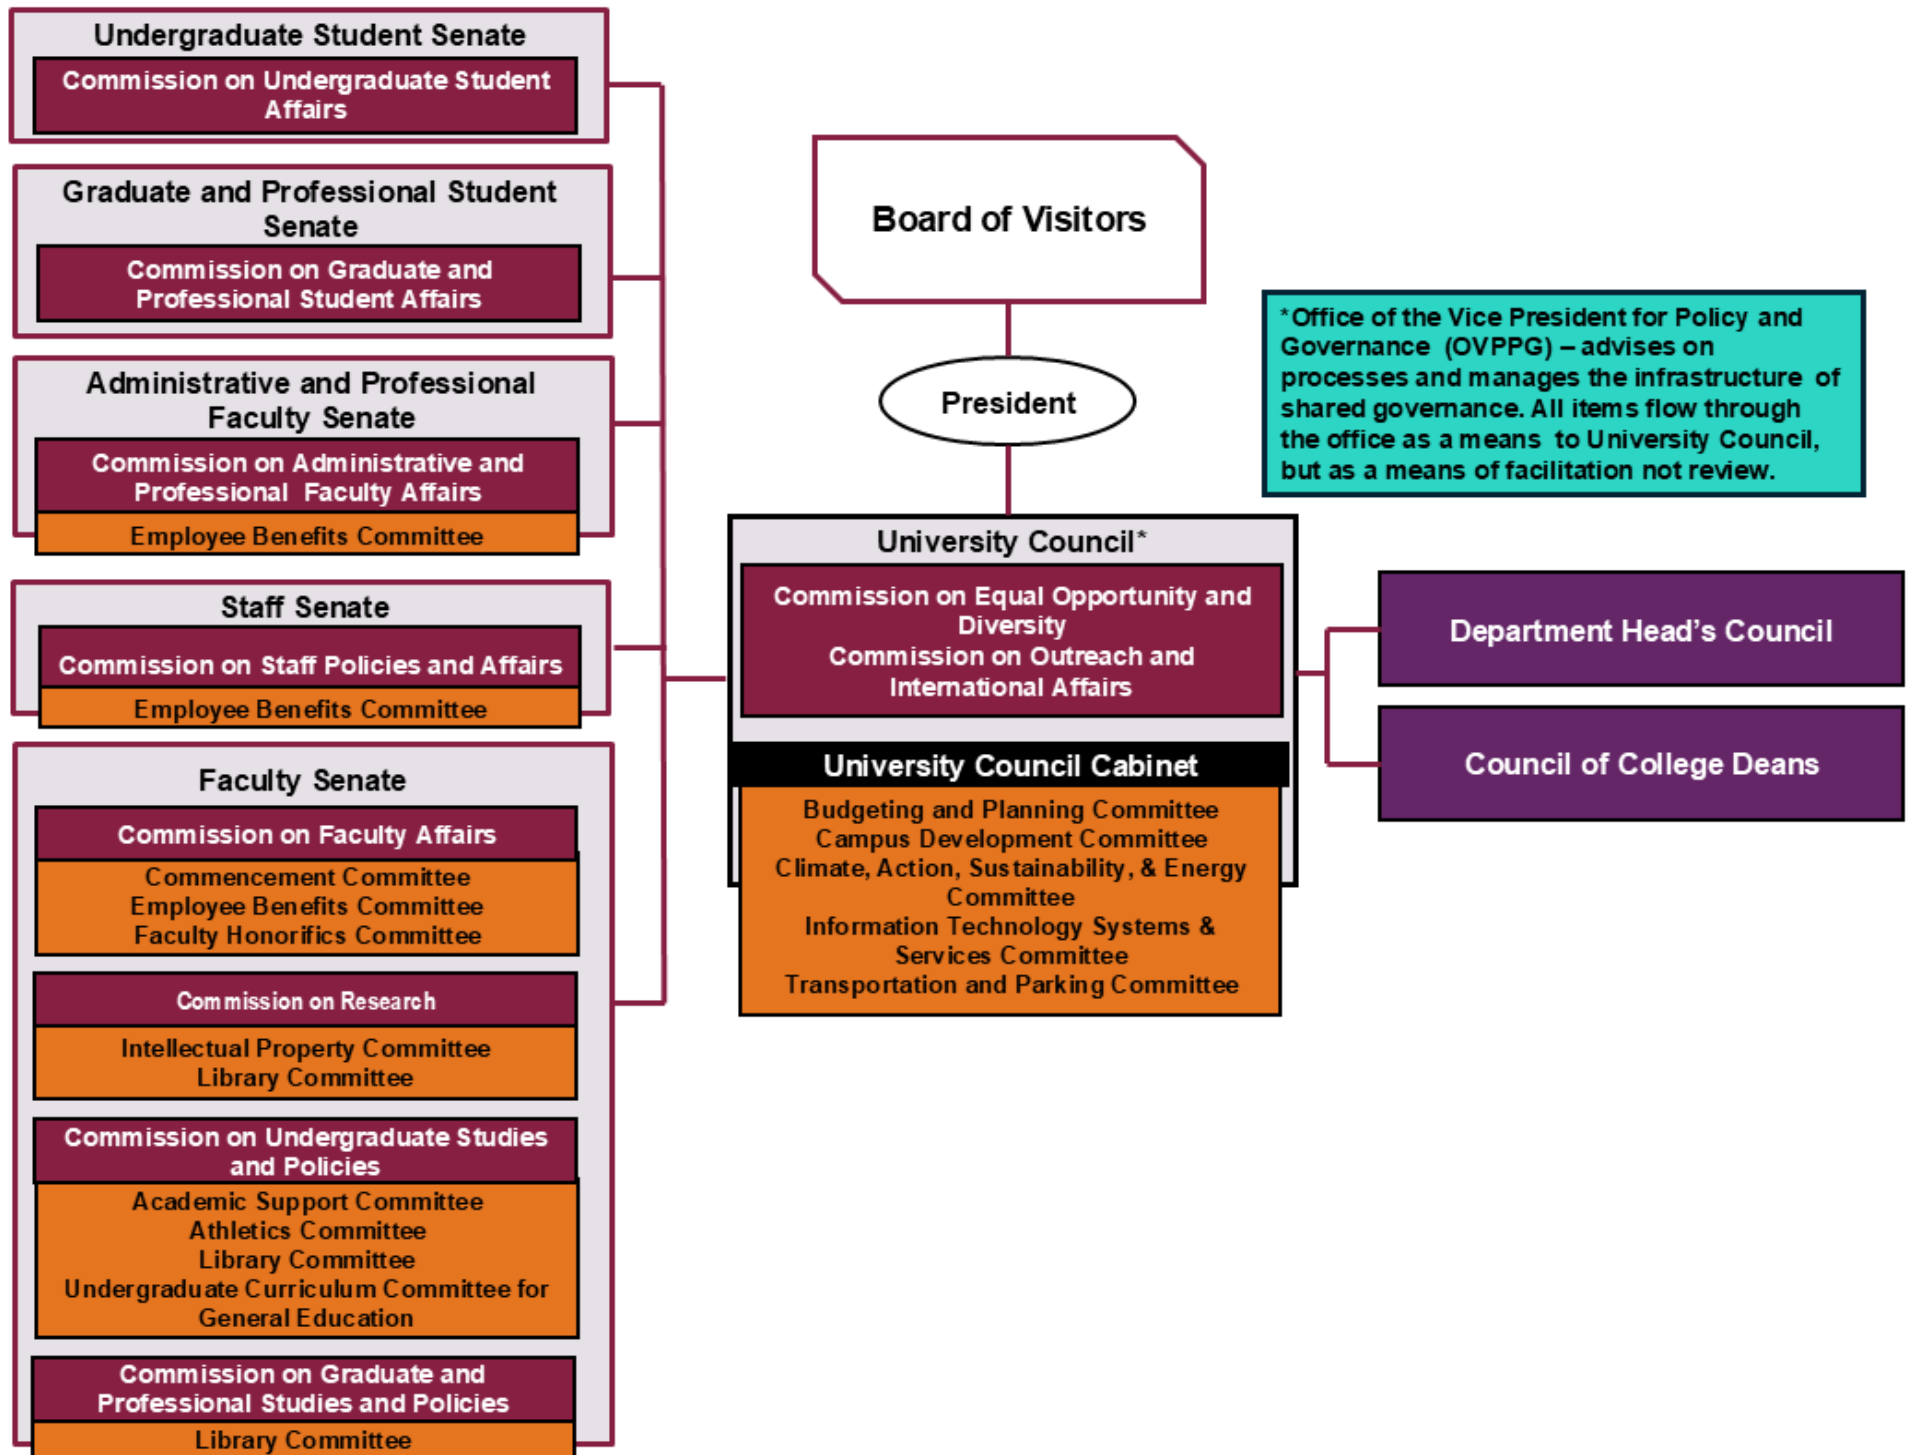 Undergraduate Student Senate
Commission on Undergraduate Student
Affairs
Graduate and Professional Student
Senate
Commission on Graduate and
Professional Student Affairs
Administrative and Professional
Faculty Senate
Commission on Administrative and
Professional Faculty Affairs
Employee Benefits Committee
Staff Senate
Commission on Staff Policies and Affairs
Employee Benefits Committee
Faculty Senate
Commission on Faculty Affairs
Commencement Committee
Employee Benefits Committee
Faculty Honorifics Committee
Commission on Research
Intellectual Property Committee
Library Committee
Commission on Undergraduate Studies
and Policies
Academic Support Committee
Athletics Committee
Library Committee
Undergraduate Curriculum Committee for
General Education
Commission on Graduate and
Professional Studies and Policies
Library Committee
Board of Visitors
President
University Council*
Commission on Equal Opportunity and
Diversity
Commission on Outreach and
International Affairs
University Council Cabinet
Budgeting and Planning Committee
Campus Development Committee
Climate, Action, Sustainability, & Energy
Committee
Information Technology Systems &
Services Committee
Transportation and Parking Committee
*Office of the Vice President for Policy and
Governance (OVPPG) – advises on
processes and manages the infrastructure of
shared governance. All items flow through
the office as a means to University Council,
but as a means of facilitation not review.
Department Head’s Council
Council of College Deans